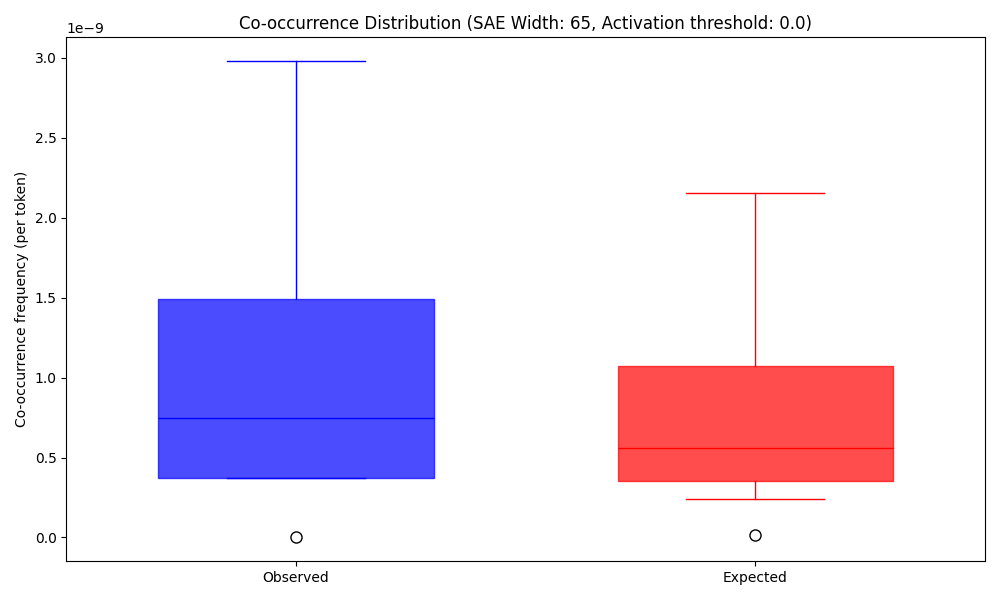 Co-occurrence Distribution (SAE Width: 65, Activation threshold: 0.0)
1e−9
3.0
2.5
2.0
1.5
1.0
0.5
0.0
Co-occurrence frequency (per token)
Observed
Expected